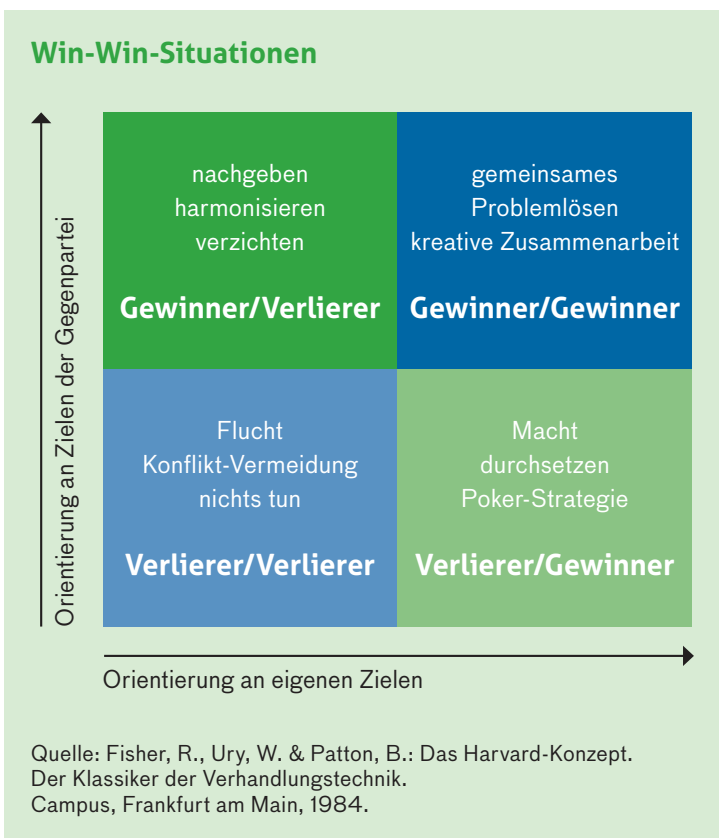 Win-Win-Situationen
Orientierung an Zielen der Gegenpartei
nachgeben
harmonisieren
verzichten
Gewinner/Verlierer
gemeinsames
Problemlösen
kreative Zusammenarbeit
Gewinner/Gewinner
Flucht
Konflikt-Vermeidung
nichts tun
Verlierer/Verlierer
Macht
durchsetzen
Poker-Strategie
Verlierer/Gewinner
Orientierung an eigenen Zielen
Quelle: Fisher, R., Ury, W. & Patton, B.: Das Harvard-Konzept.
Der Klassiker der Verhandlungstechnik.
Campus, Frankfurt am Main, 1984.